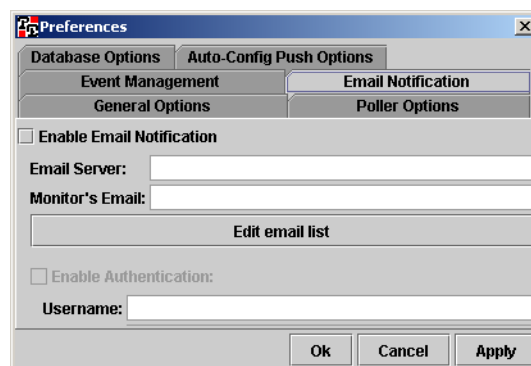 Preferences
Database Options Auto-Config Push Options
Event Management Email Notification
General Options Poller Options
Enable Email Notification
Email Server:
Monitor's Email:
Edit email list
Enable Authentication:
Username:
Ok Cancel Apply